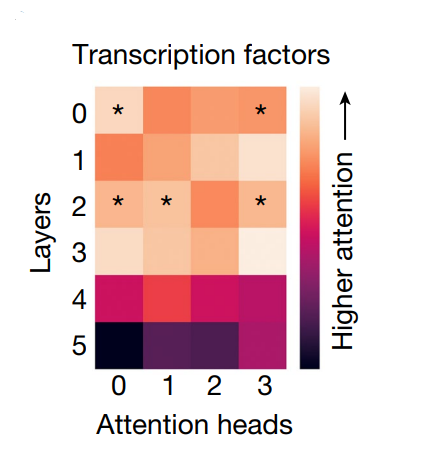 Transcription factors
0 * *
1
2 * * *
3
4
5
0 1 2 3
Layers
Attention heads
Higher attention